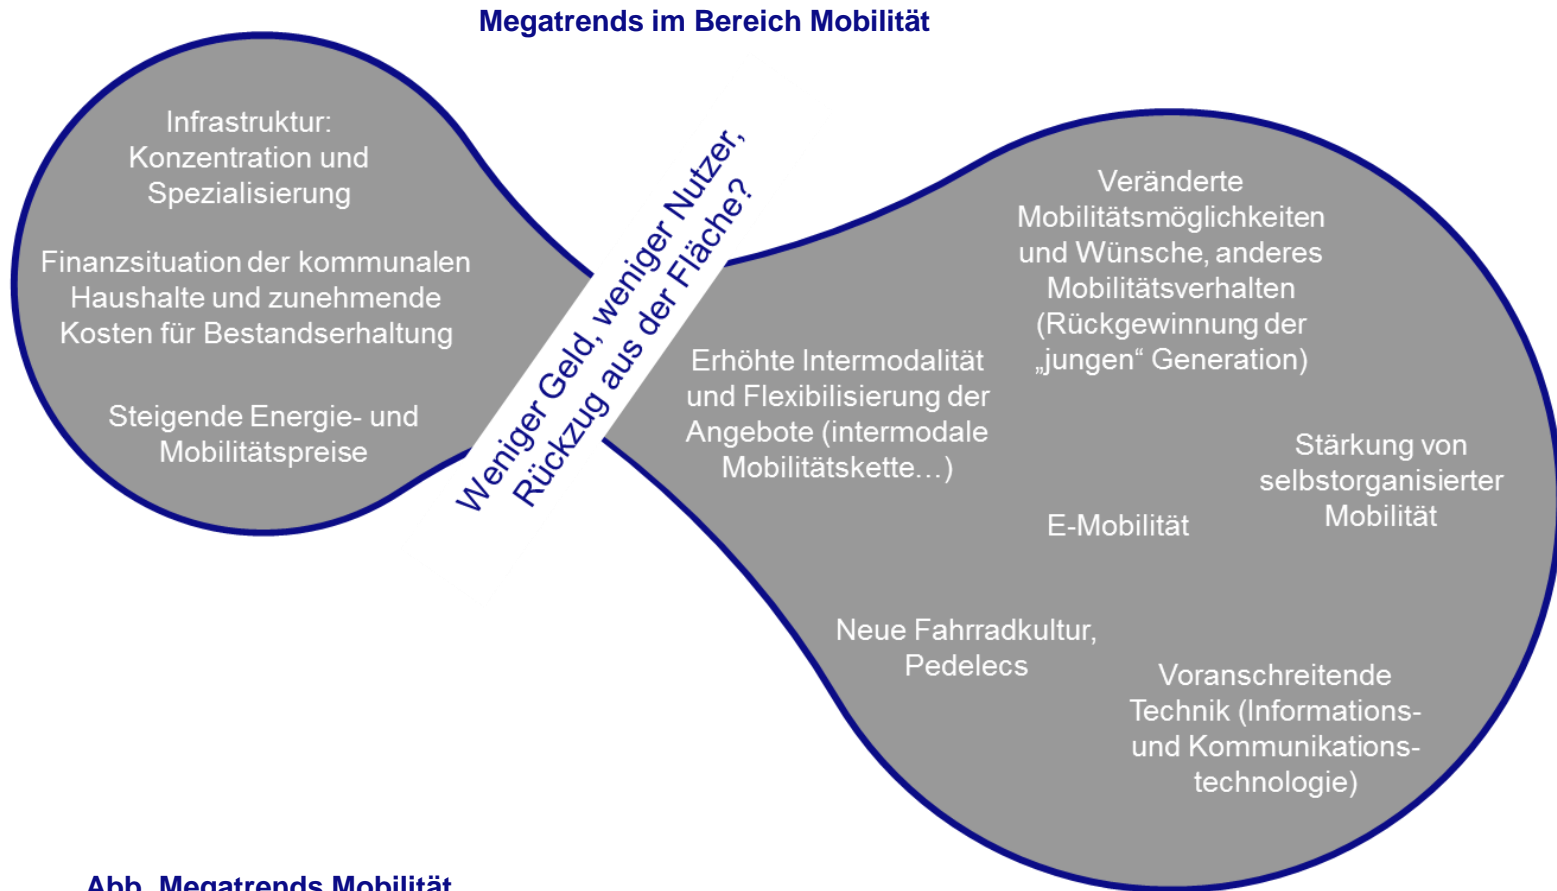 Megatrends im Bereich Mobilität
Infrastruktur:
Konzentration und
Spezialisierung
Finanzsituation der kommunalen
Haushalte und zunehmende
Kosten für Bestandserhaltung
Steigende Energie- und
Mobilitätspreise
Weniger Geld, weniger Nutzer,
Rückzug aus der Fläche?
Veränderte
Mobilitätsmöglichkeiten
und Wünsche, anderes
Mobilitätsverhalten
(Rückgewinnung der
„jungen“ Generation)
Erhöhte Intermodalität
und Flexibilisierung der
Angebote (intermodale
Mobilitätskette…)
Stärkung von
selbstorganisierter
Mobilität
E-Mobilität
Neue Fahrradkultur,
Pedelecs
Voranschreitende
Technik (Informations-
und Kommunikations-
technologie)
Abb. Megatrends Mobilität